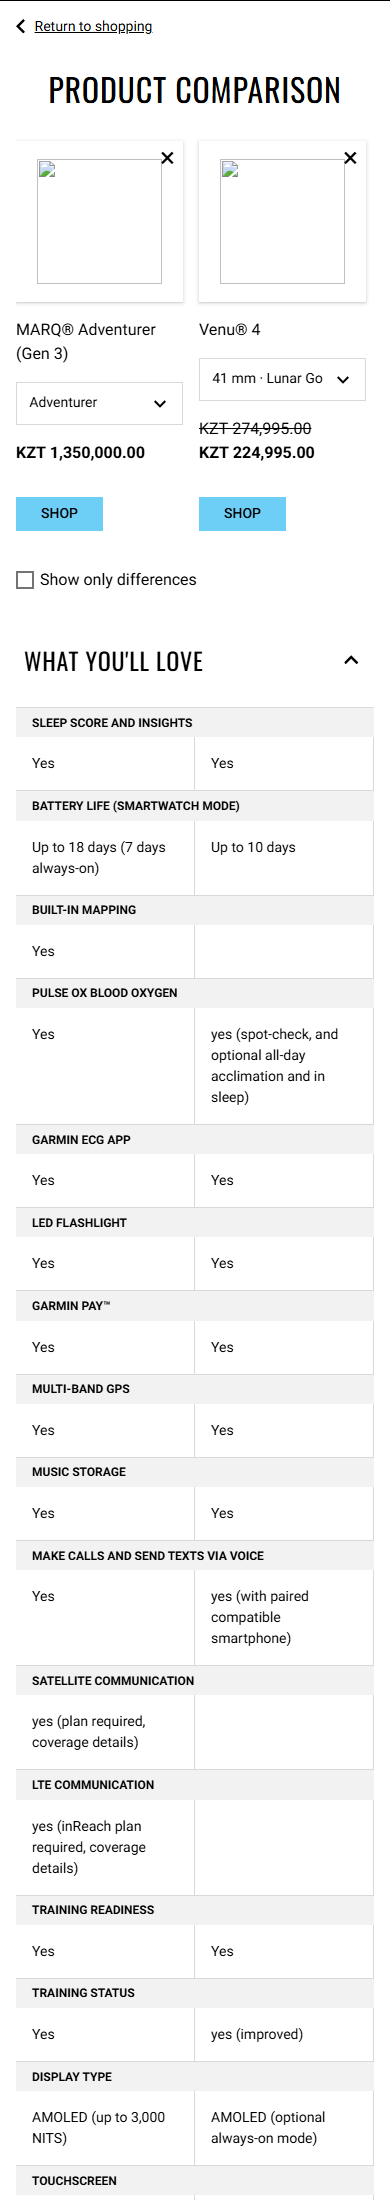 Return to shopping
PRODUCT COMPARISON
MARQ® Adventurer
(Gen 3)
Adventurer
KZT 1,350,000.00
SHOP
Venu® 4
41 mm · Lunar Go
KZT 274,995.00
KZT 224,995.00
SHOP
Show only differences
WHAT YOU'LL LOVE
SLEEP SCORE AND INSIGHTS
Yes
Yes
BATTERY LIFE (SMARTWATCH MODE)
Up to 18 days (7 days
always-on)
Up to 10 days
BUILT-IN MAPPING
Yes
PULSE OX BLOOD OXYGEN
Yes
yes (spot-check, and
optional all-day
acclimation and in
sleep)
GARMIN ECG APP
Yes
Yes
LED FLASHLIGHT
Yes
Yes
GARMIN PAY™
Yes
Yes
MULTI-BAND GPS
Yes
Yes
MUSIC STORAGE
Yes
Yes
MAKE CALLS AND SEND TEXTS VIA VOICE
Yes
yes (with paired
compatible
smartphone)
SATELLITE COMMUNICATION
yes (plan required,
coverage details)
LTE COMMUNICATION
yes (inReach plan
required, coverage
details)
TRAINING READINESS
Yes
Yes
TRAINING STATUS
Yes
yes (improved)
DISPLAY TYPE
AMOLED (up to 3,000
NITS)
AMOLED (optional
always-on mode)
TOUCHSCREEN